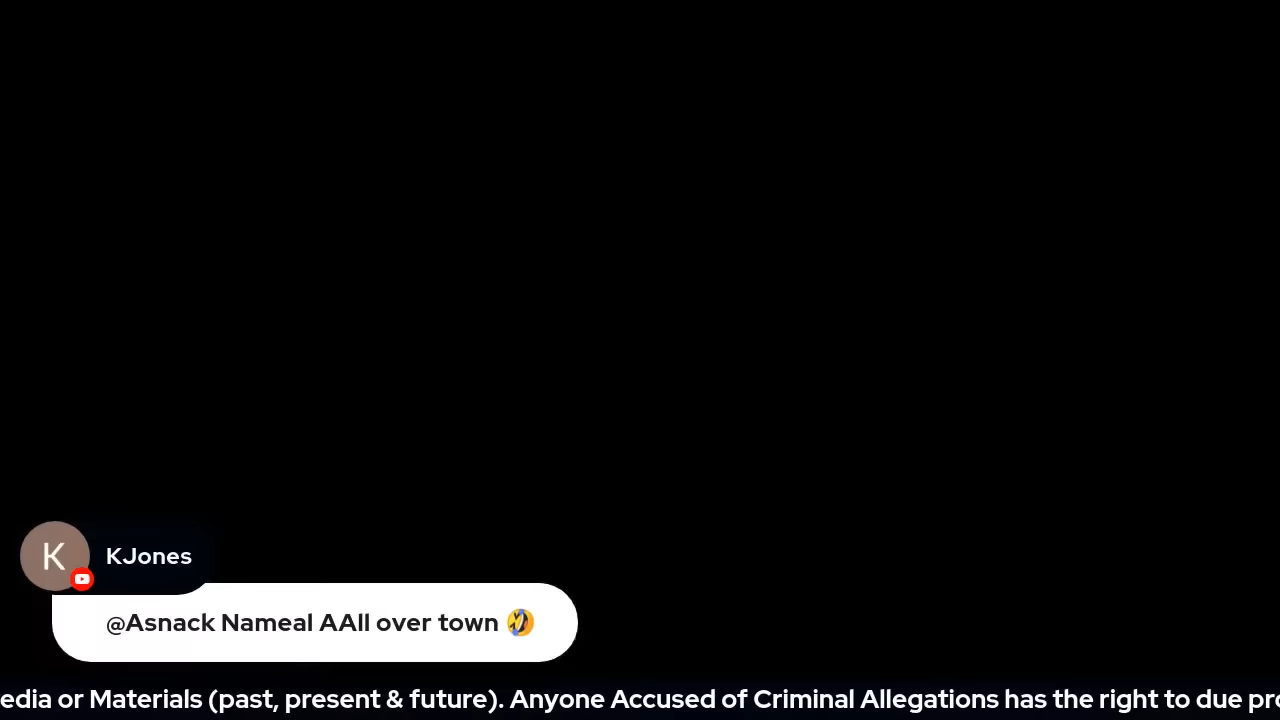 K
KJones
@Asnack Nameal AAll over town 🤣
edia or Materials (past, present & future). Anyone Accused of Criminal Allegations has the right to due pro